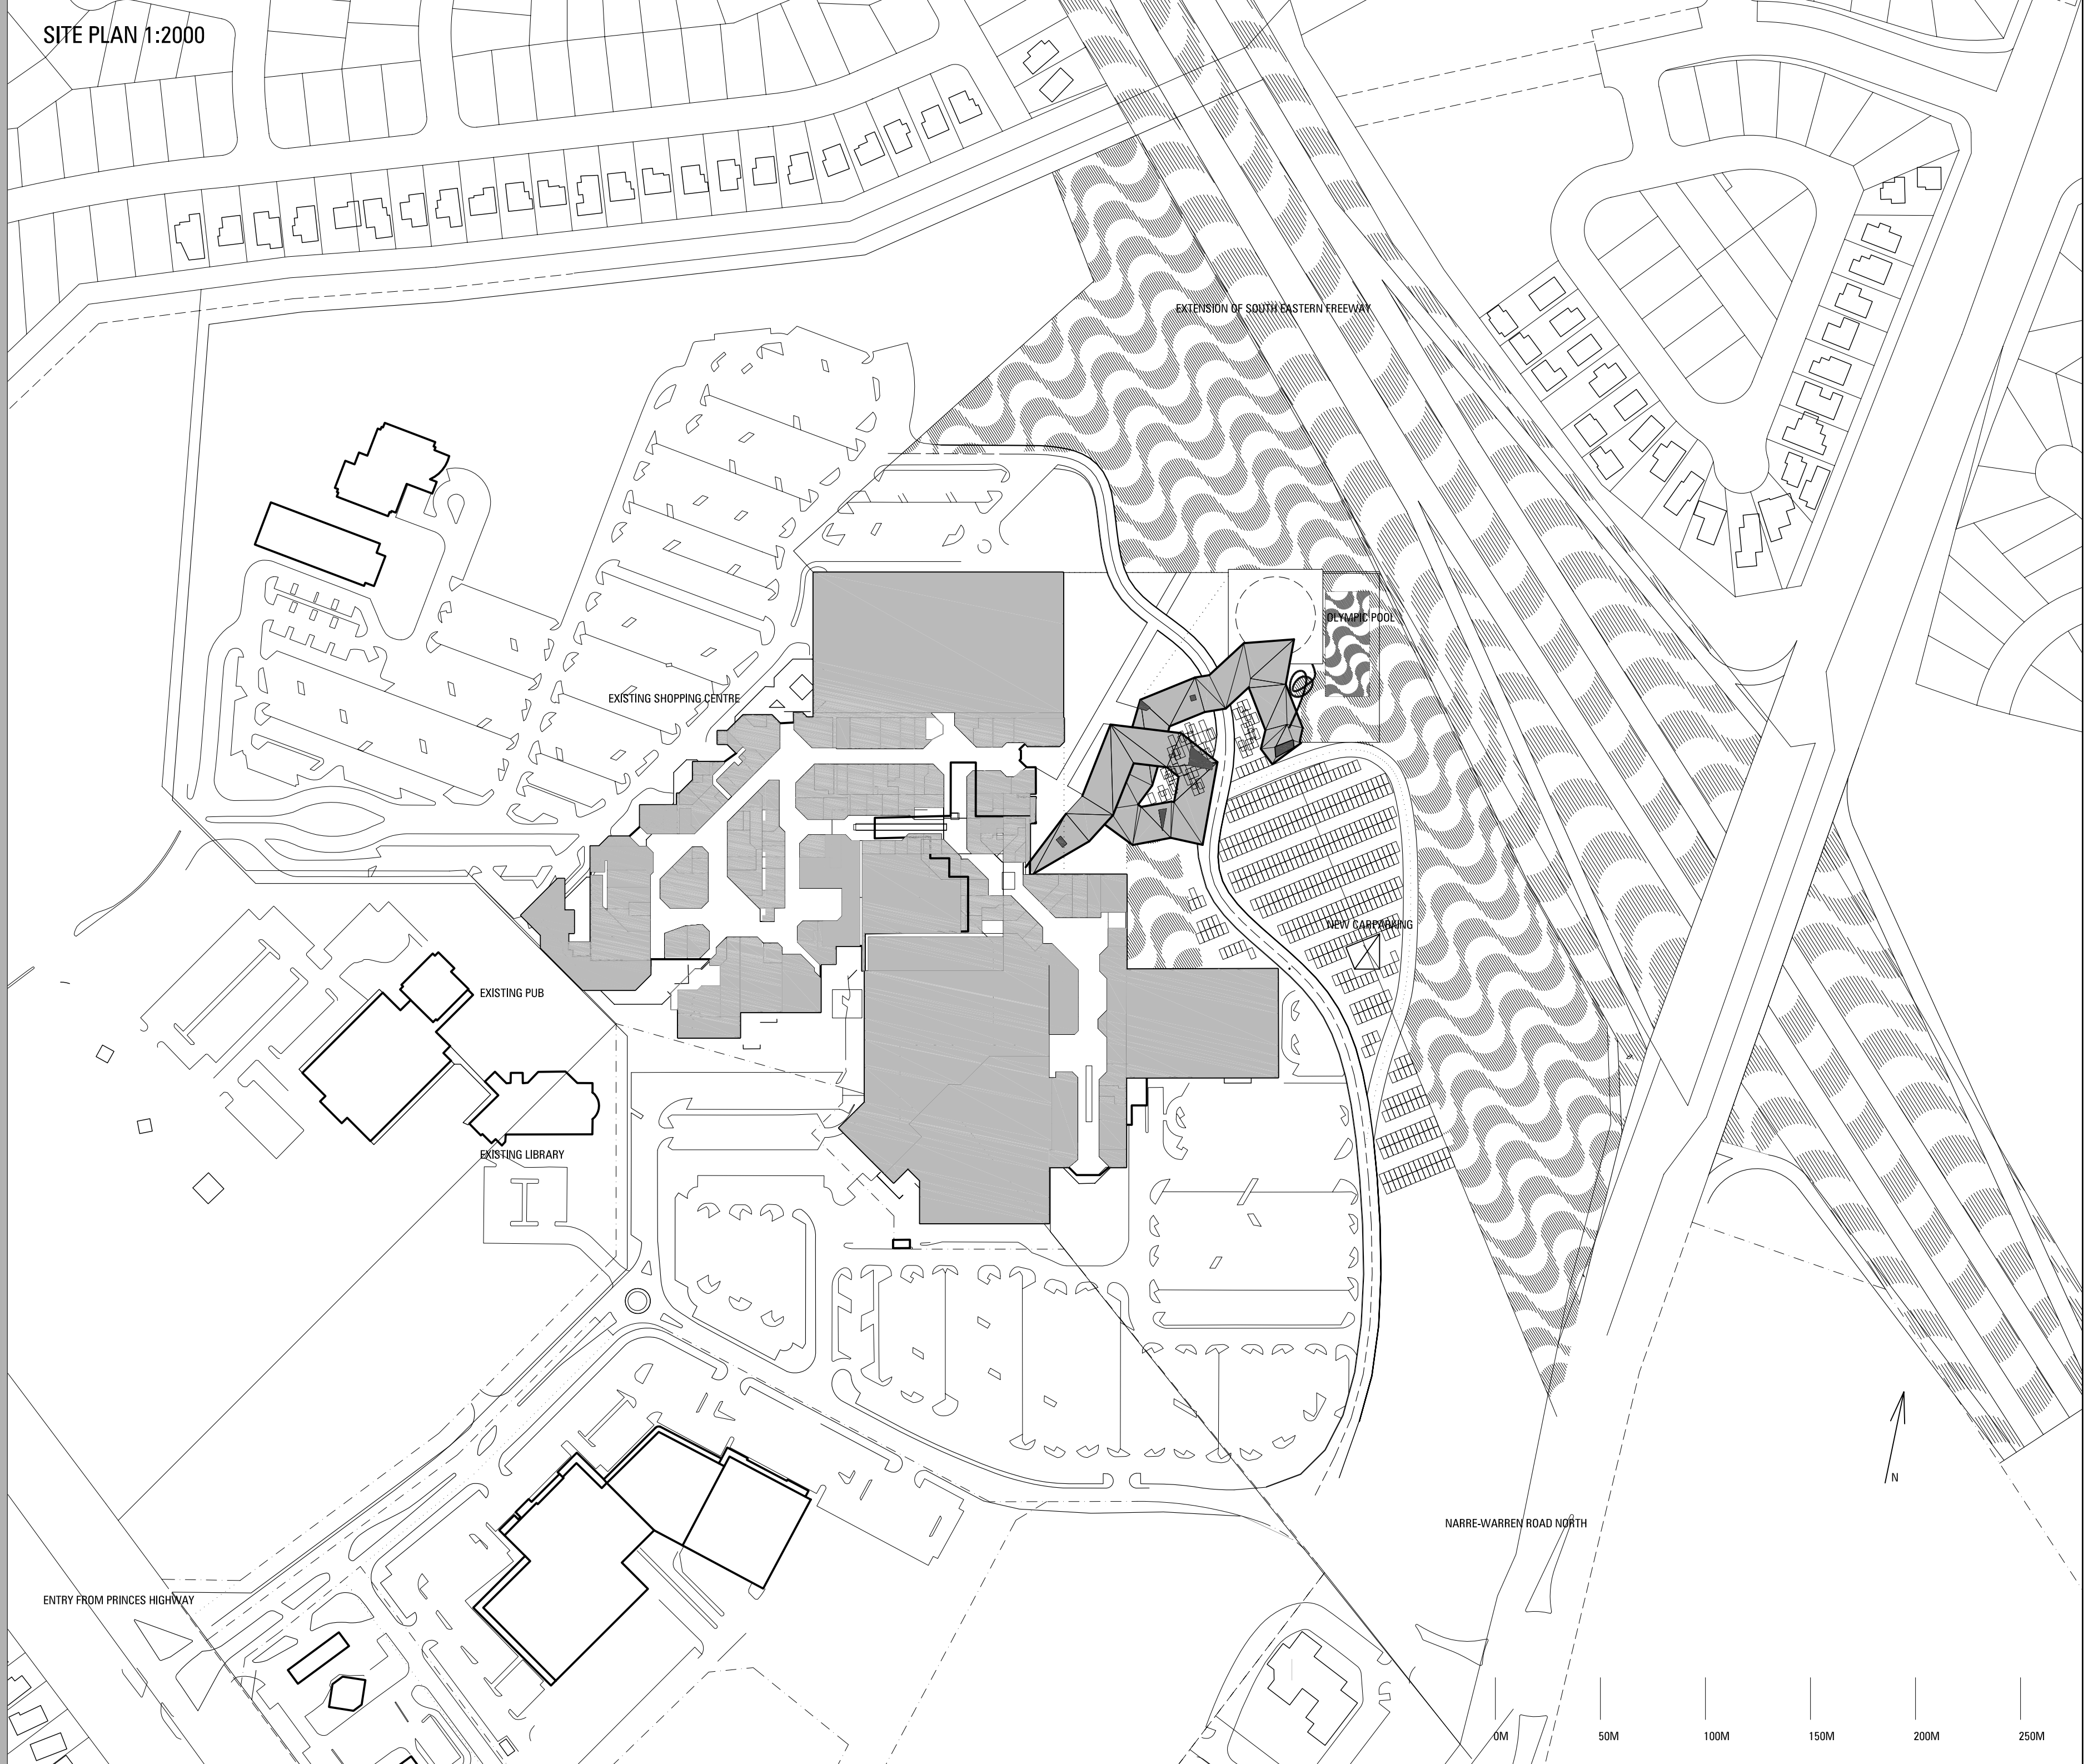 SITE PLAN 1:2000
EXTENSION OF SOUTH EASTERN FREEWAY
OLYMPIC POOL
EXISTING SHOPPING CENTRE
NEW CARPARKING
EXISTING PUB
EXISTING LIBRARY
N
NARRE-WARREN ROAD NORTH
ENTRY FROM PRINCES HIGHWAY
0M 50M 100M 150M 200M 250M